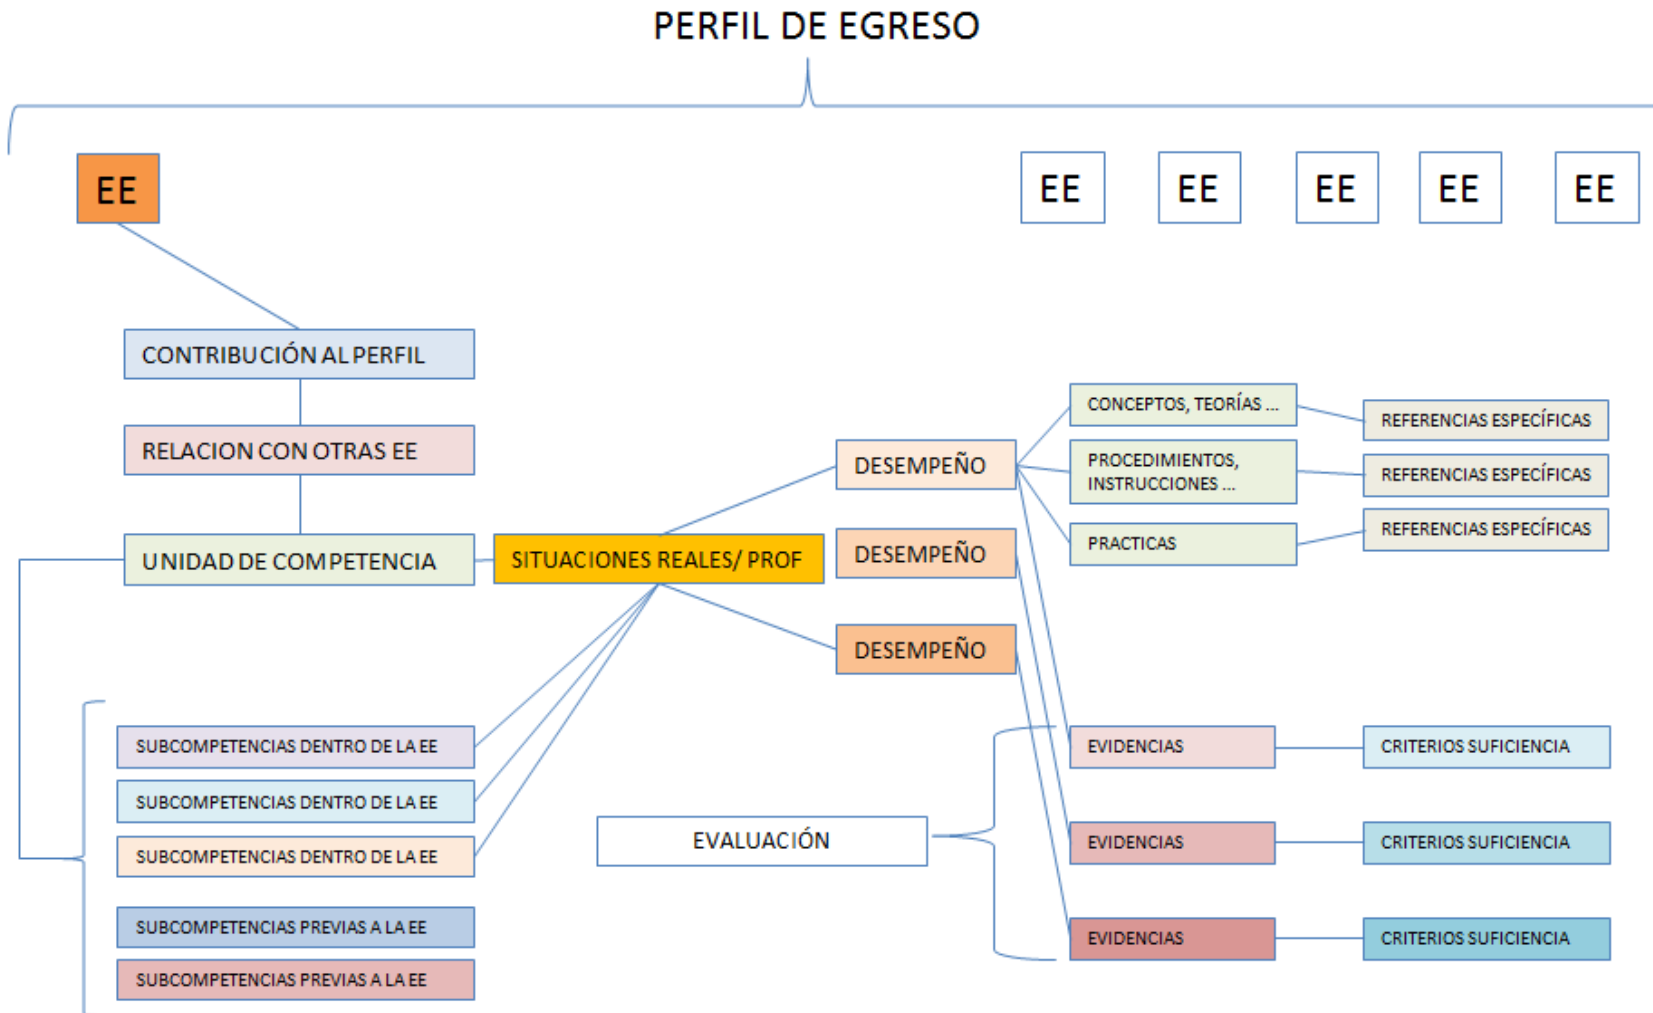 PERFIL DE EGRESO
EE
EE
EE
EE
EE
EE
CONTRIBUCIÓN AL PERFIL
RELACION CON OTRAS EE
UNIDAD DE COMPETENCIA
SITUACIONES REALES/ PROF
DESEMPEÑO
DESEMPEÑO
DESEMPEÑO
CONCEPTOS, TEORÍAS ...
PROCEDIMIENTOS,
INSTRUCCIONES ...
PRACTICAS
REFERENCIAS ESPECÍFICAS
REFERENCIAS ESPECÍFICAS
REFERENCIAS ESPECÍFICAS
SUBCOMPETENCIAS DENTRO DE LA EE
SUBCOMPETENCIAS DENTRO DE LA EE
SUBCOMPETENCIAS DENTRO DE LA EE
SUBCOMPETENCIAS PREVIAS A LA EE
SUBCOMPETENCIAS PREVIAS A LA EE
EVALUACIÓN
EVIDENCIAS
CRITERIOS SUFICIENCIA
EVIDENCIAS
CRITERIOS SUFICIENCIA
EVIDENCIAS
CRITERIOS SUFICIENCIA